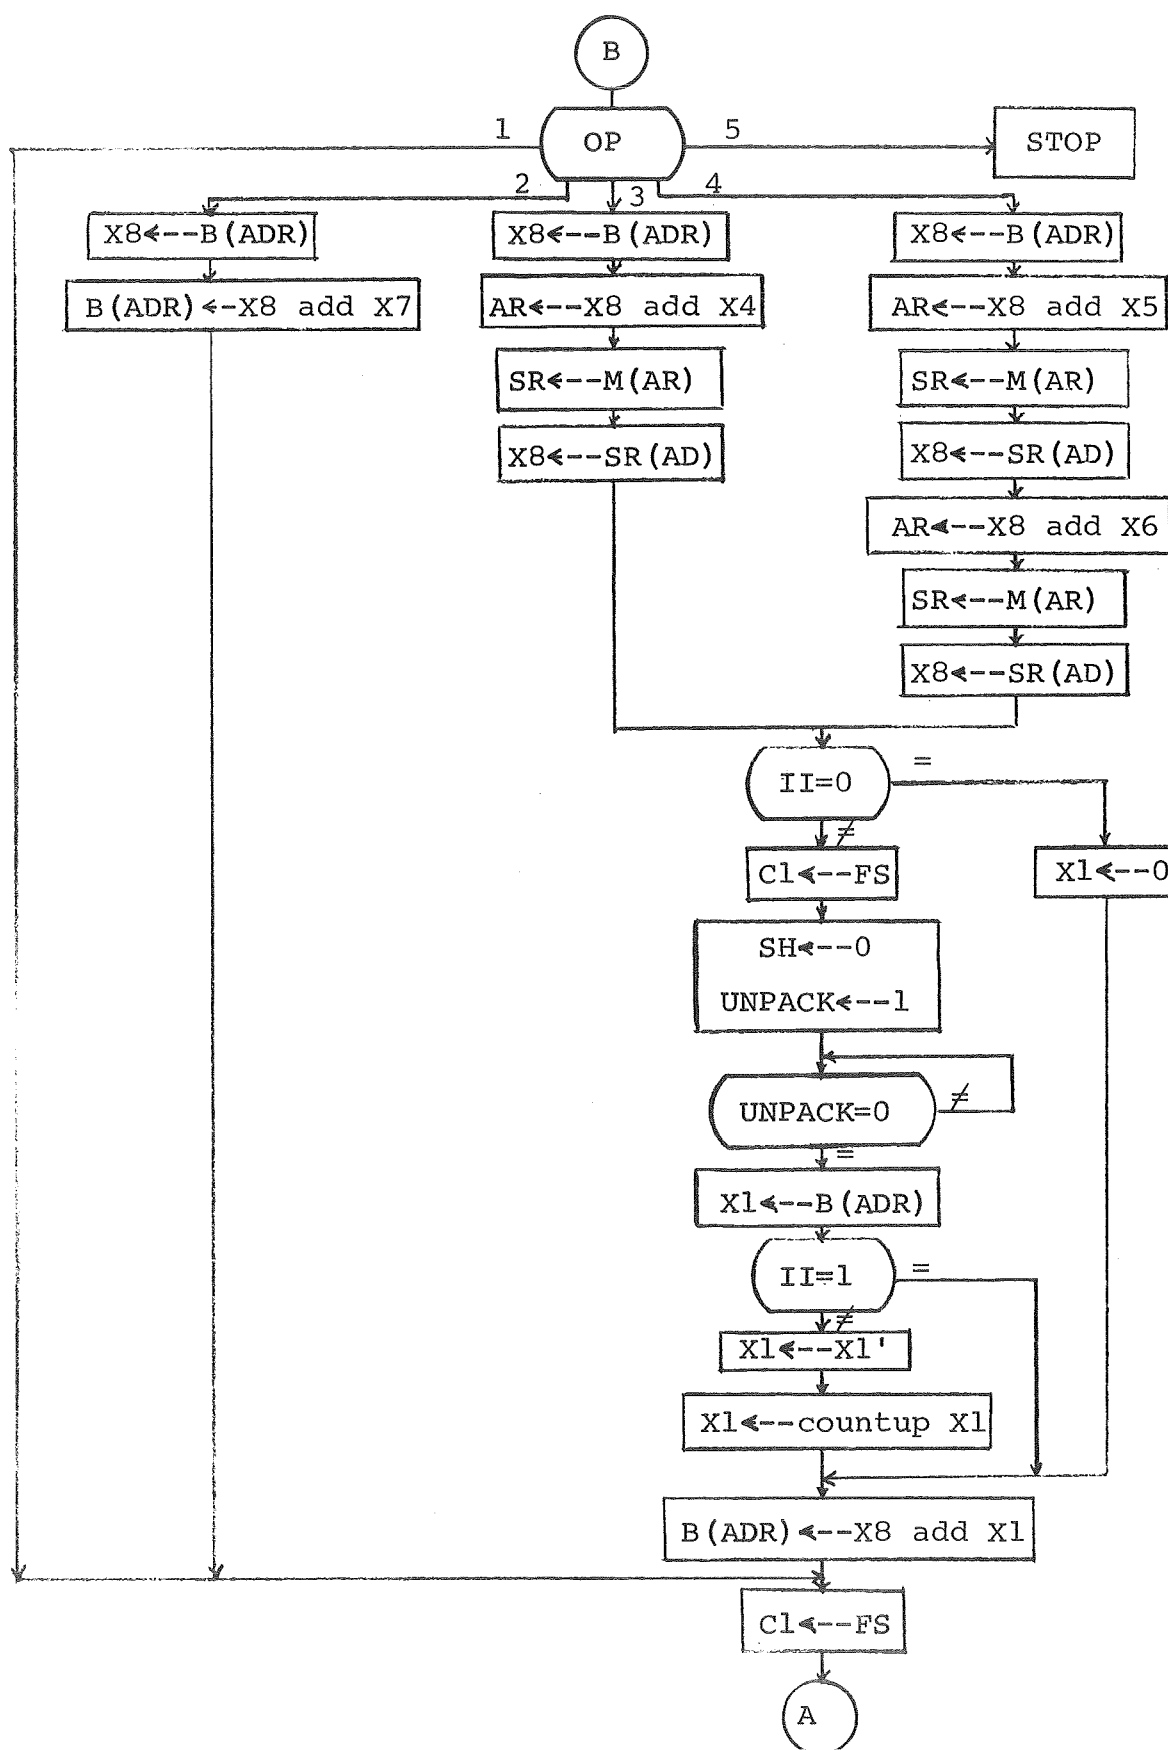 B
OP
1
5
STOP
2
3
4
X8<--B(ADR)
X8<--B(ADR)
X8<--B(ADR)
B(ADR)<-X8 add X7
AR<--X8 add X4
AR<--X8 add X5
SR<--M(AR)
SR<--M(AR)
X8<--SR(AD)
X8<--SR(AD)
AR<--X8 add X6
SR<--M(AR)
X8<--SR(AD)
II=0
=
≠
C1<--FS
X1<--0
SH<--0
UNPACK<--1
UNPACK=0
≠
=
X1<--B(ADR)
II=1
=
≠
X1<--X1'
X1<--countup X1
B(ADR)<--X8 add X1
C1<--FS
A